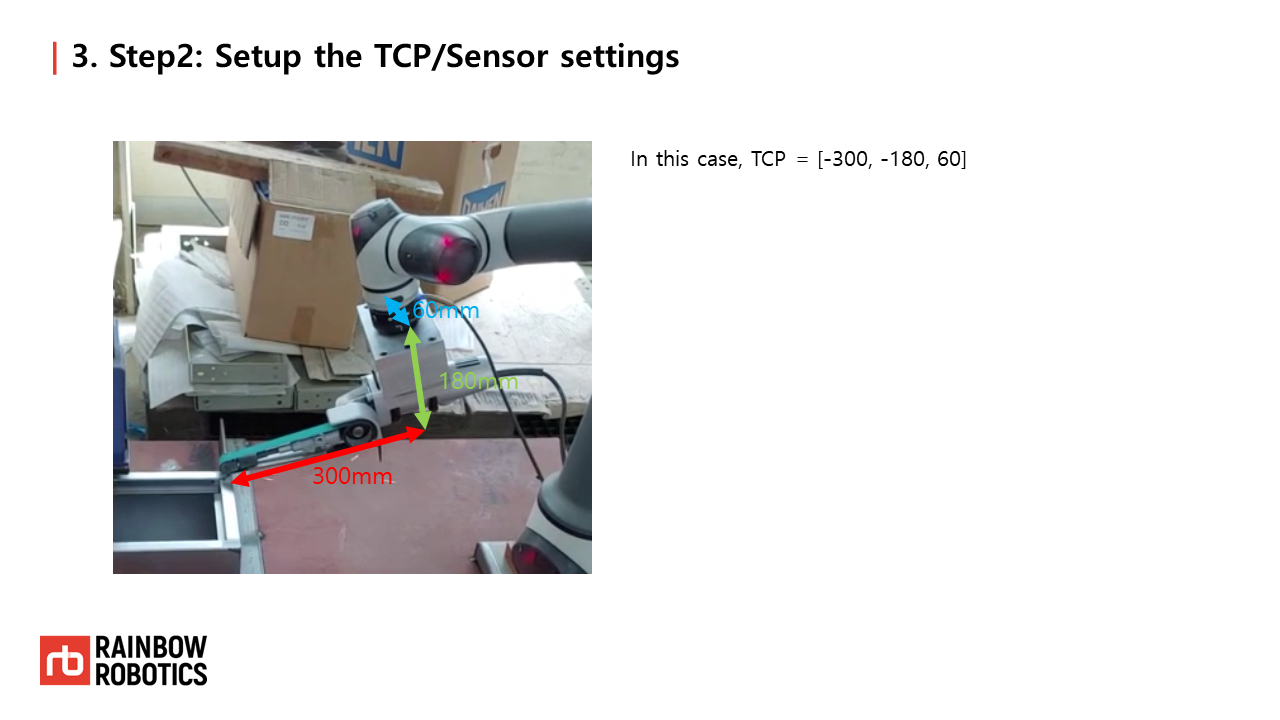 3. Step2: Setup the TCP/Sensor settings
In this case, TCP = [-300, -180, 60]
60mm
180mm
300mm
RAINBOW
ROBOTICS